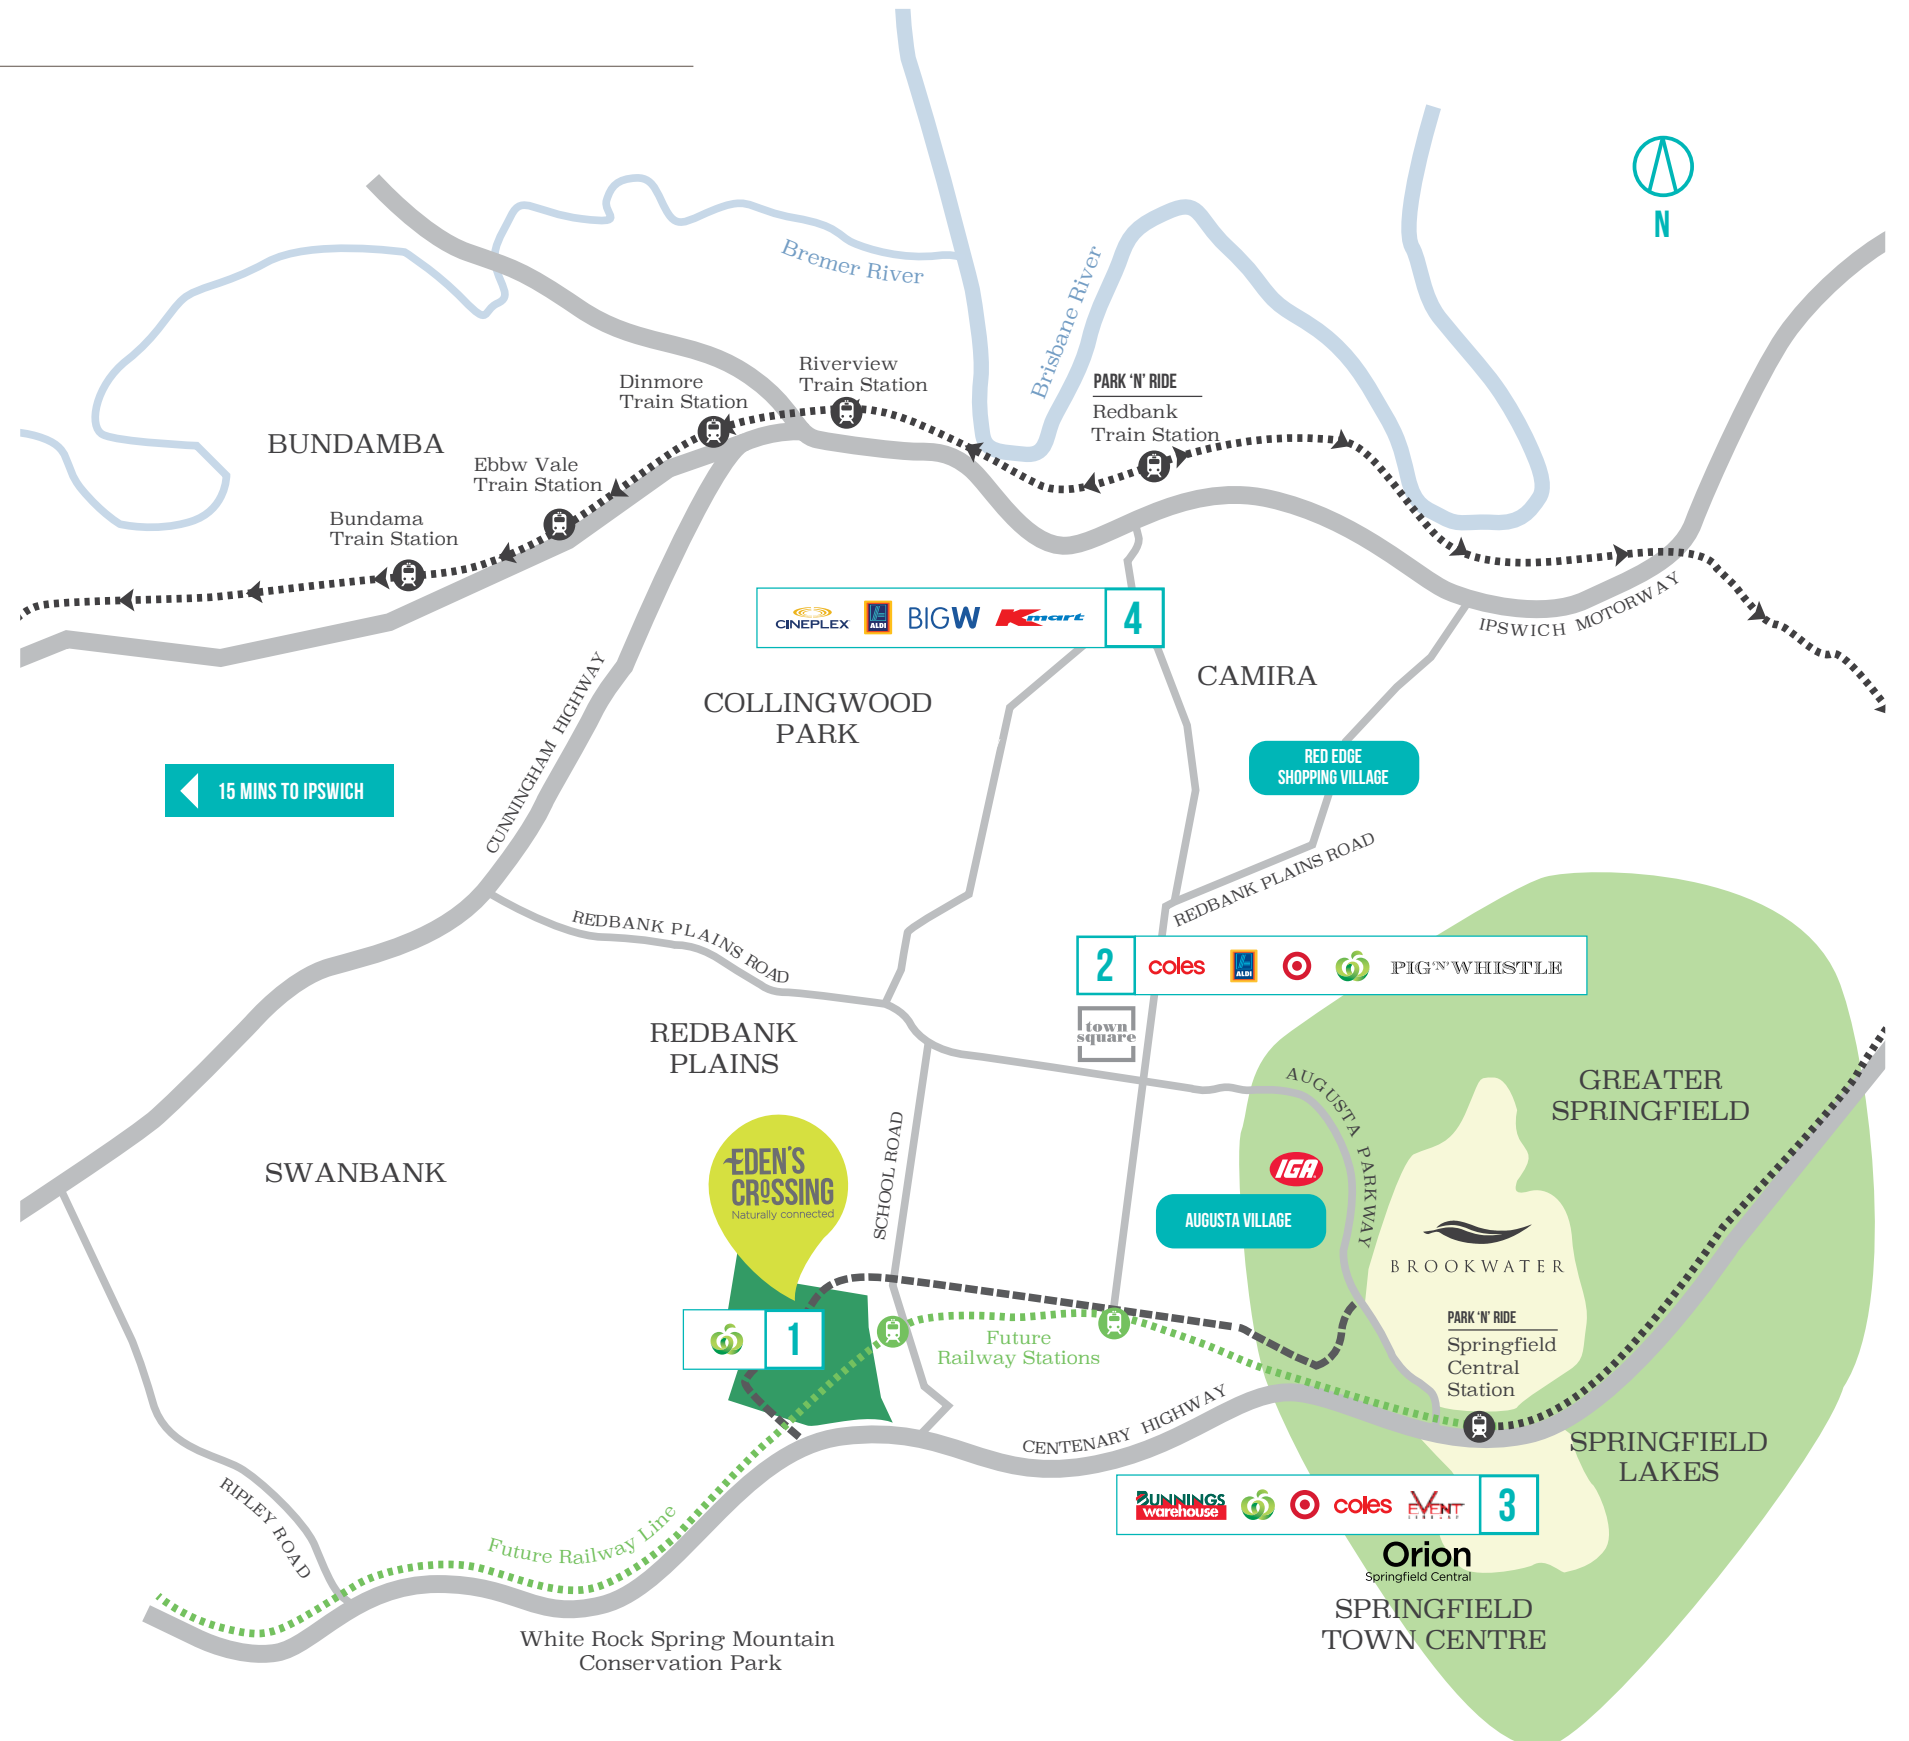 N
Bremer River
Brisbane River
Riverview
Train Station
Dinmore
Train Station
PARK 'N' RIDE
Redbank
Train Station
BUNDAMBA
Ebbw Vale
Train Station
Bundama
Train Station
IPSWICH MOTORWAY
CINEPLEX
ALDI
BIGW
Kmart
4
CAMIRA
COLLINGWOOD
PARK
CUNNINGHAM HIGHWAY
RED EDGE
SHOPPING VILLAGE
15 MINS TO IPSWICH
REDBANK PLAINS ROAD
REDBANK PLAINS ROAD
2
coles
ALDI
PIG 'N' WHISTLE
town
square
REDBANK
PLAINS
AUGUSTA PARKWAY
GREATER
SPRINGFIELD
SCHOOL ROAD
EDEN'S
CROSSING
Naturally connected
SWANBANK
IGA
AUGUSTA VILLAGE
BROOKWATER
1
Future
Railway Stations
PARK 'N' RIDE
Springfield
Central
Station
CENTENARY HIGHWAY
SPRINGFIELD
LAKES
RIPLEY ROAD
Future Railway Line
BUNNINGS
warehouse
coles
EVENT
3
Orion
Springfield Central
SPRINGFIELD
TOWN CENTRE
White Rock Spring Mountain
Conservation Park